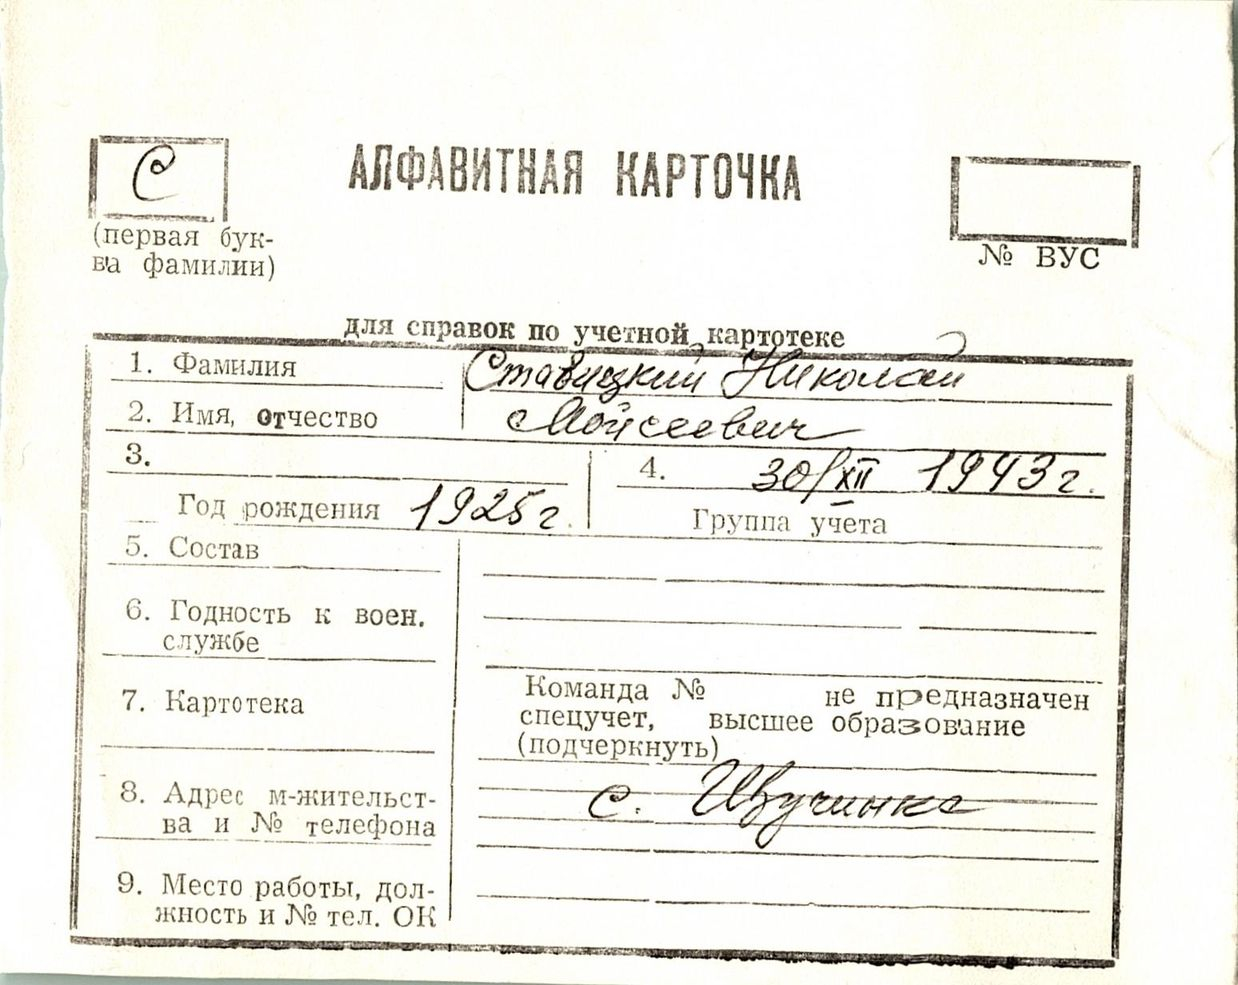 С
АЛФАВИТНАЯ КАРТОЧКА
(первая бук-
ва фамилии)
№ ВУС
для справок по учетной картотеке
1. Фамилия Ставицкий Николай
2. Имя, отчество Мойсеевич
3.
4. 30/XII 1943 г.
Год рождения 1925 г.
Группа учета
5. Состав
6. Годность к воен.
службе
7. Картотека
Команда № не предназначен
спецучет, высшее образование
(подчеркнуть)
8. Адрес м-жительст-
ва и № телефона
с.
9. Место работы, дол-
жность и № тел. ОК